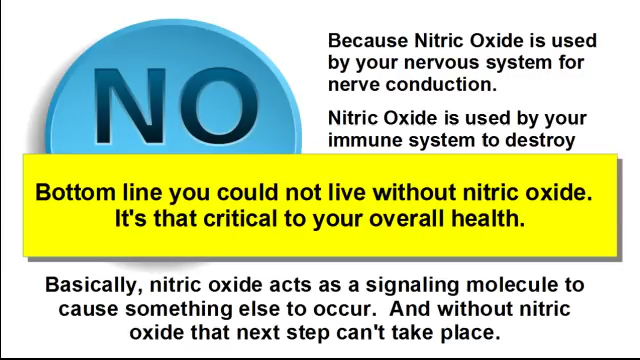 NO
Because Nitric Oxide is used
by your nervous system for
nerve conduction.
Nitric Oxide is used by your
immune system to destroy
Bottom line you could not live without nitric oxide.
It's that critical to your overall health.
Basically, nitric oxide acts as a signaling molecule to
cause something else to occur.  And without nitric
oxide that next step can't take place.